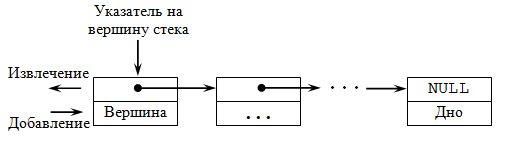 Указатель на
вершину стека
Извлечение
Добавление
Вершина
...
...
NULL
Дно